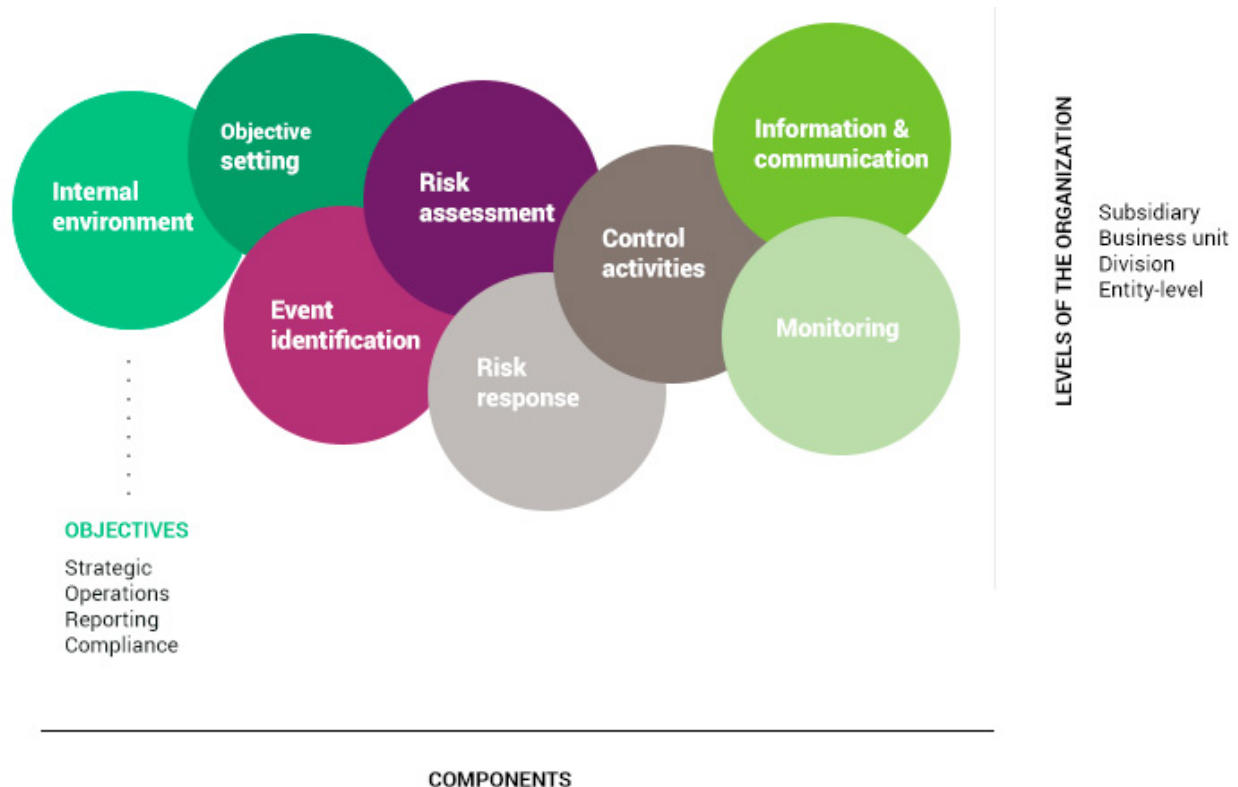 Internal
environment
Objective
setting
Event
identification
Risk
assessment
Risk
response
Control
activities
Information &
communication
Monitoring
OBJECTIVES
Strategic
Operations
Reporting
Compliance
COMPONENTS
LEVELS OF THE ORGANIZATION
Subsidiary
Business unit
Division
Entity-level